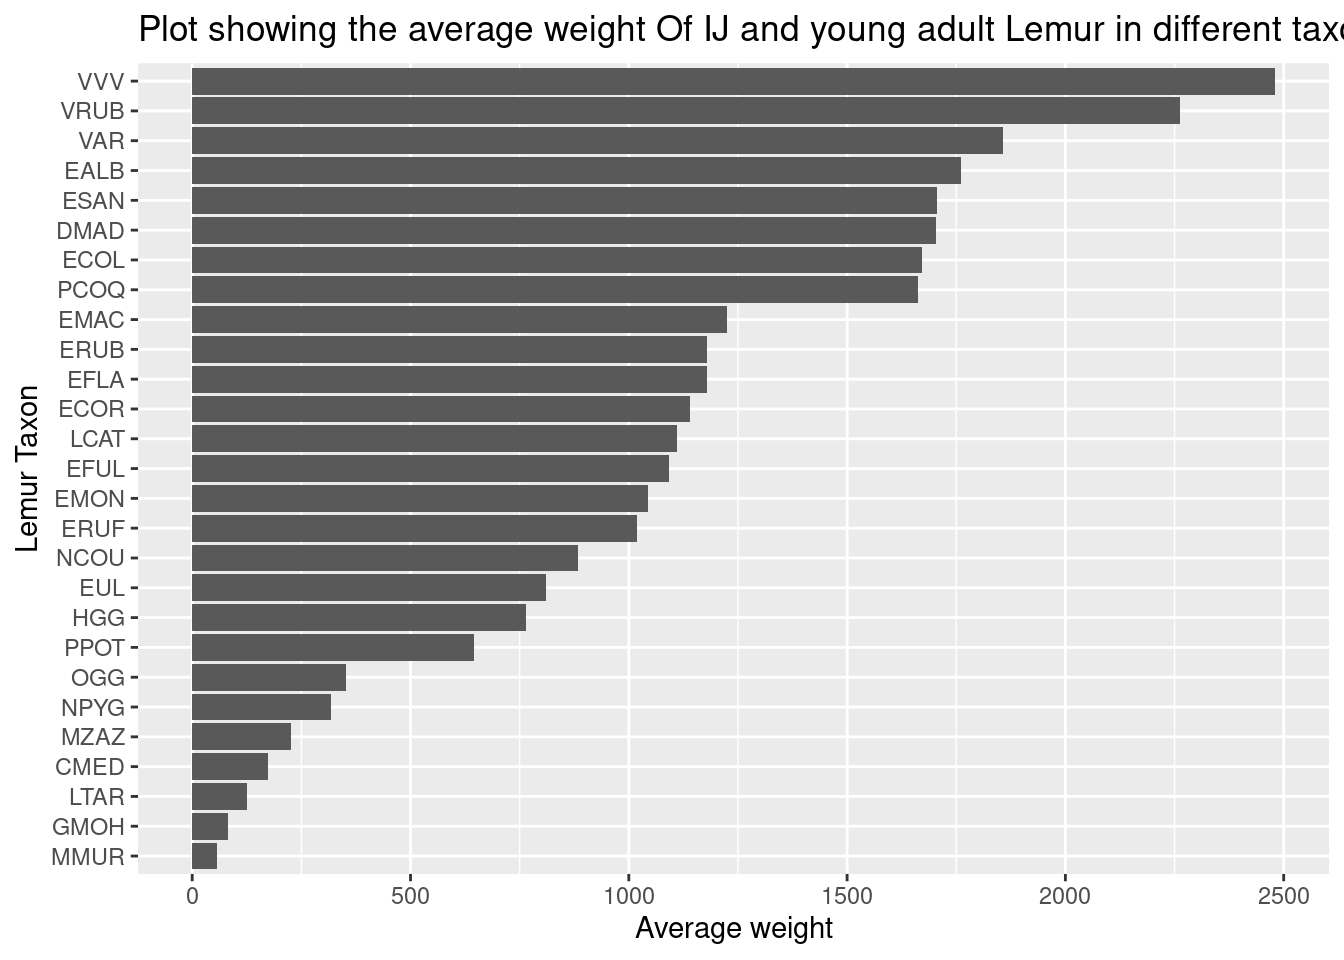 Plot showing the average weight Of IJ and young adult Lemur in different
VVV
VRUB
VAR
EALB
ESAN
DMAD
ECOL
PCOQ
EMAC
ERUB
EFLA
ECOR
LCAT
EFUL
EMON
ERUF
NCOU
EUL
HGG
PPOT
OGG
NPYG
MZAZ
CMED
LTAR
GMOH
MMUR
Lemur Taxon
0 500 1000 1500 2000 2500
Average weight